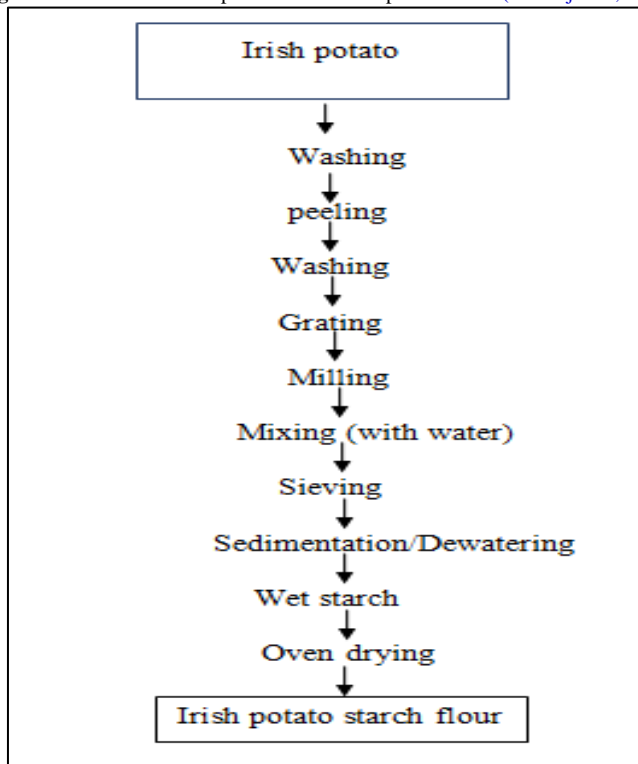 Irish potato
Washing
peeling
Washing
Grating
Milling
Mixing (with water)
Sieving
Sedimentation/Dewatering
Wet starch
Oven drying
Irish potato starch flour